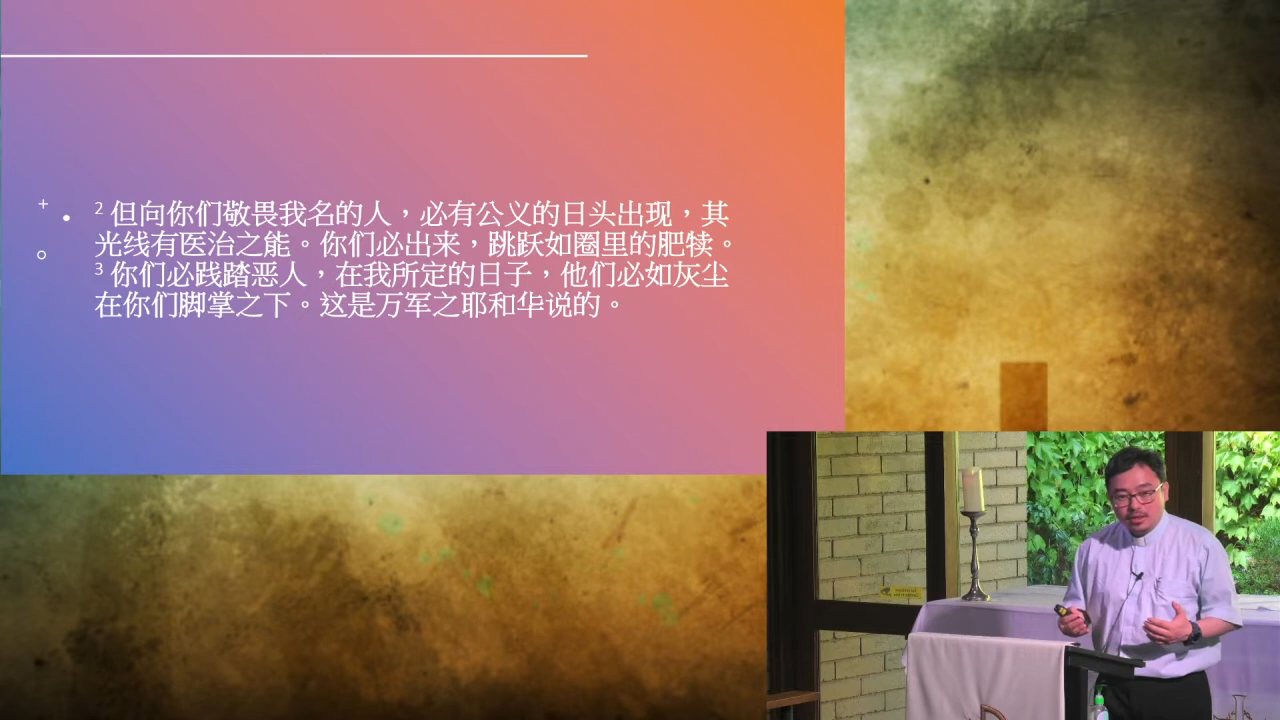 2 但向你们敬畏我名的人，必有公义的日头出现，其
光线有医治之能。你们必出来，跳跃如圈里的肥犊。
3 你们必践踏恶人，在我所定的日子，他们必如灰尘
在你们脚掌之下。这是万军之耶和华说的。